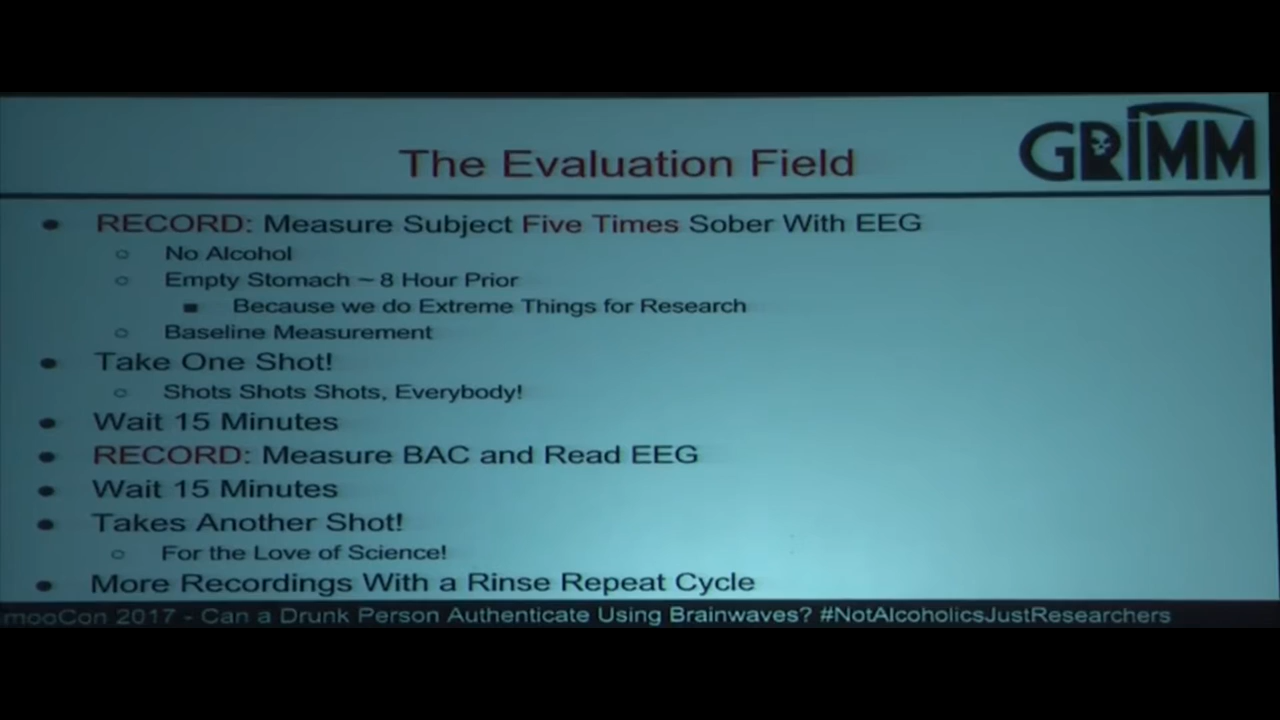 GRIMM
The Evaluation Field
RECORD: Measure Subject Five Times Sober With EEG
No Alcohol
Empty Stomach ~ 8 Hour Prior
Because we do Extreme Things for Research
Baseline Measurement
Take One Shot!
Shots Shots Shots, Everybody!
Wait 15 Minutes
RECORD: Measure BAC and Read EEG
Wait 15 Minutes
Takes Another Shot!
For the Love of Science!
More Recordings With a Rinse Repeat Cycle
mooCon 2017 - Can a Drunk Person Authenticate Using Brainwaves? #NotAlcoholicsJustResearchers